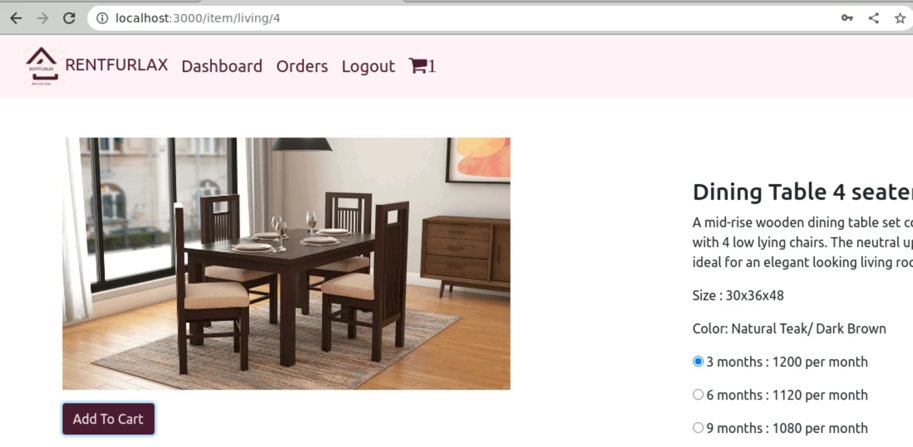 localhost:3000/item/living/4
RENTFURLAX Dashboard Orders Logout 1
Dining Table 4 seate
A mid-rise wooden dining table set c
with 4 low lying chairs. The neutral u
ideal for an elegant looking living ro
Size : 30x36x48
Color: Natural Teak/ Dark Brown
3 months : 1200 per month
6 months : 1120 per month
9 months : 1080 per month
Add To Cart